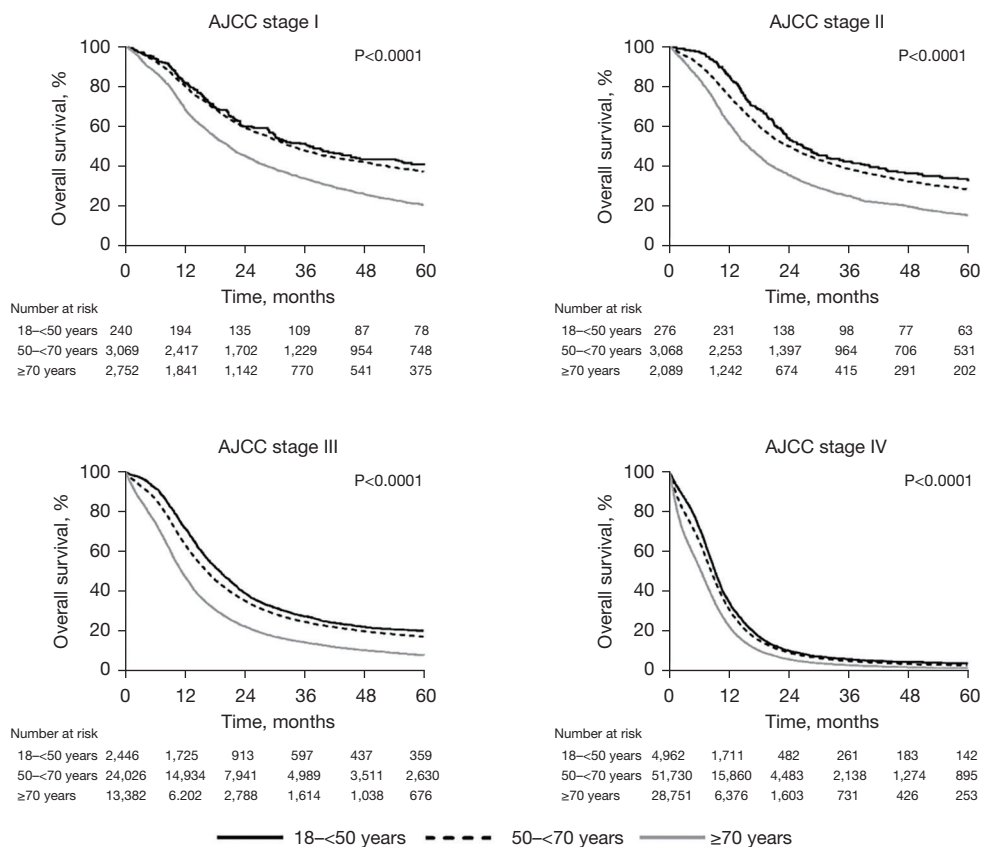 AJCC stage I
P<0.0001
Overall survival, %
100
80
60
40
20
0
0 12 24 36 48 60
Time, months
Number at risk
18–<50 years 240 194 135 109 87 78
50–<70 years 3,069 2,417 1,702 1,229 954 748
≥70 years 2,752 1,841 1,142 770 541 375
AJCC stage II
P<0.0001
Overall survival, %
100
80
60
40
20
0
0 12 24 36 48 60
Time, months
Number at risk
18–<50 years 276 231 138 98 77 63
50–<70 years 3,068 2,253 1,397 964 706 531
≥70 years 2,089 1,242 674 415 291 202
AJCC stage III
P<0.0001
Overall survival, %
100
80
60
40
20
0
0 12 24 36 48 60
Time, months
Number at risk
18–<50 years 2,446 1,725 913 597 437 359
50–<70 years 24,026 14,934 7,941 4,989 3,511 2,630
≥70 years 13,382 6.202 2,788 1,614 1,038 676
AJCC stage IV
P<0.0001
Overall survival, %
100
80
60
40
20
0
0 12 24 36 48 60
Time, months
Number at risk
18–<50 years 4,962 1,711 482 261 183 142
50–<70 years 51,730 15,860 4,483 2,138 1,274 895
≥70 years 28,751 6,376 1,603 731 426 253
18–<50 years 50–<70 years ≥70 years